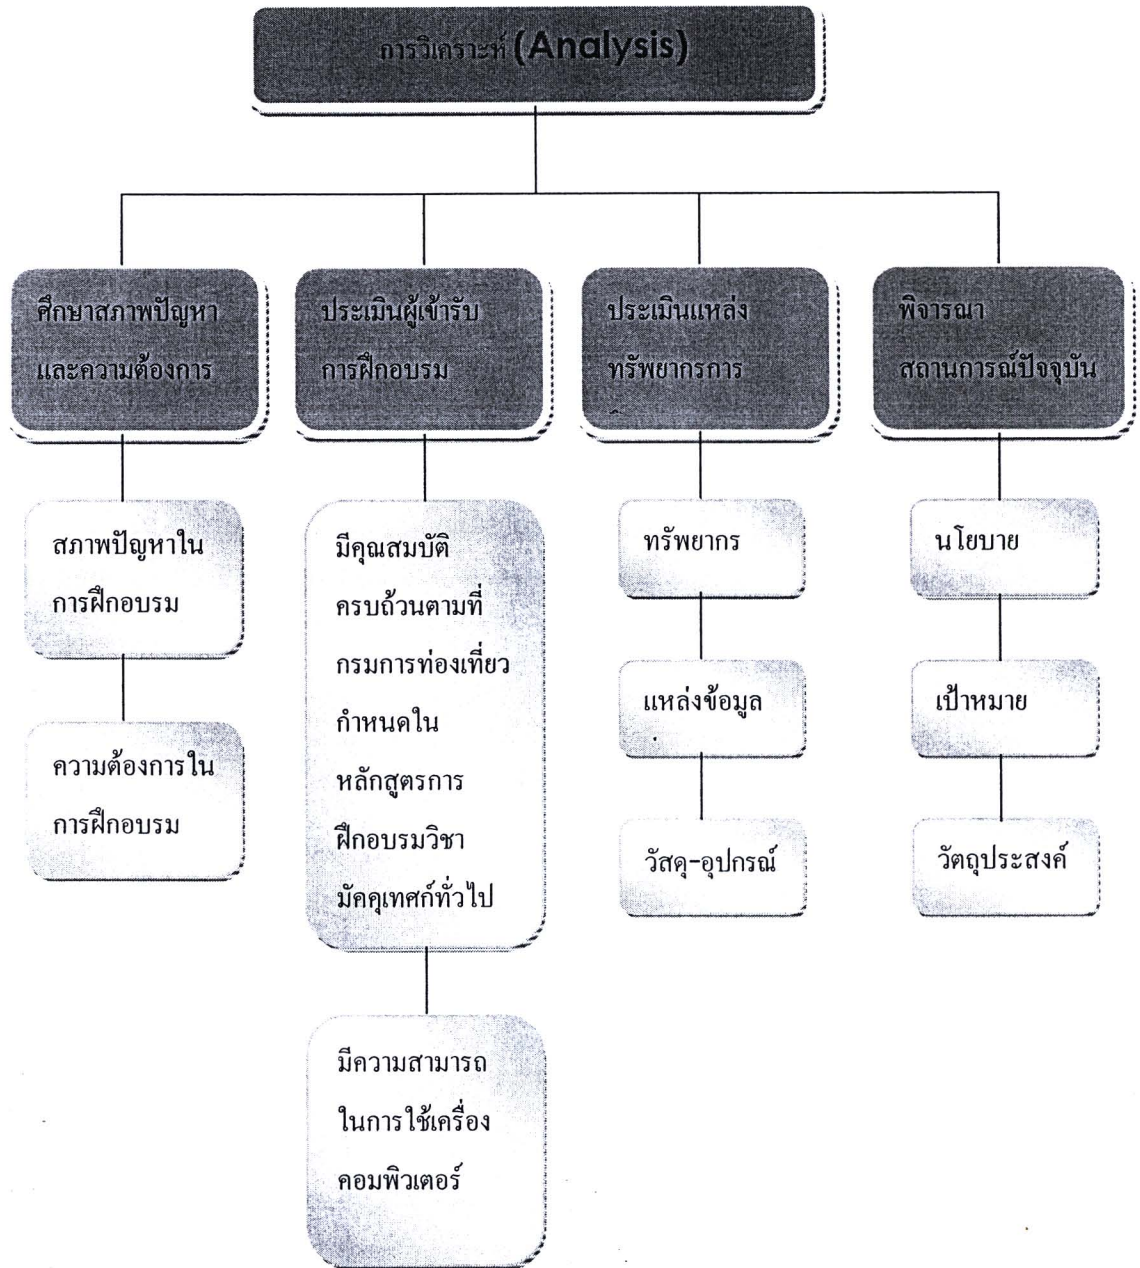 การวิเคราะห์ (Analysis)
ศึกษาสภาพปัญหา
และความต้องการ
สภาพปัญหาใน
การฝึกอบรม
ความต้องการใน
การฝึกอบรม
ประเมินผู้เข้ารับ
การฝึกอบรม
มีคุณสมบัติ
ครบถ้วนตามที่
กรมการท่องเที่ยว
กำหนดใน
หลักสูตรการ
ฝึกอบรมวิชา
มัคคุเทศก์ทั่วไป
มีความสามารถ
ในการใช้เครื่อง
คอมพิวเตอร์
ประเมินแหล่ง
ทรัพยากรการ
ทรัพยากร
แหล่งข้อมูล
วัสดุ-อุปกรณ์
พิจารณา
สถานการณ์ปัจจุบัน
นโยบาย
เป้าหมาย
วัตถุประสงค์